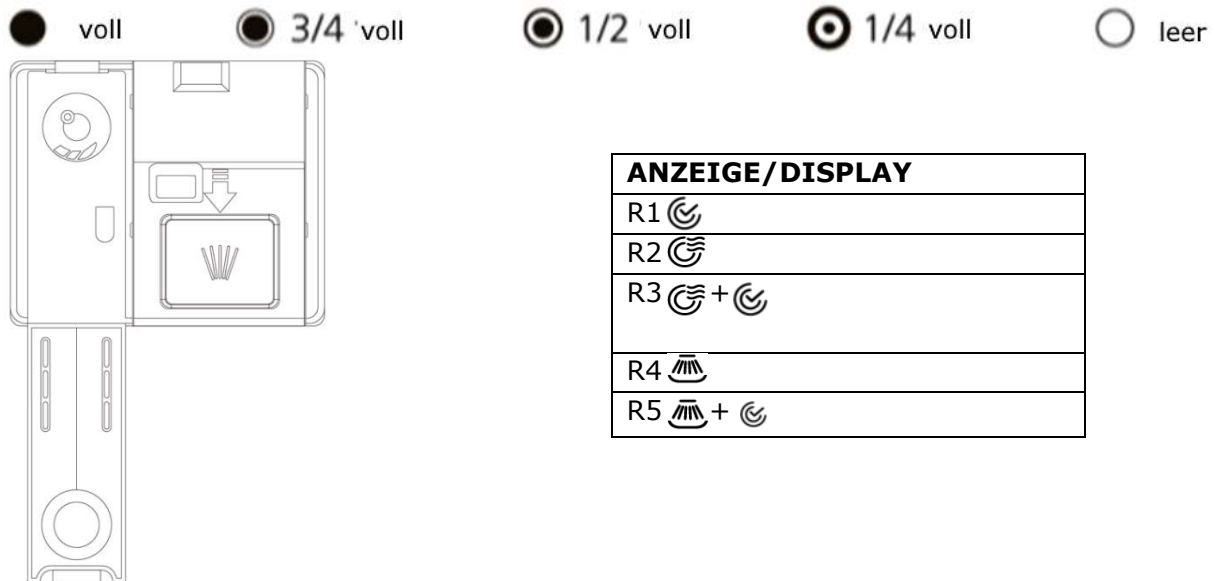 voll 3/4 voll 1/2 voll 1/4 voll leer
ANZEIGE/DISPLAY
R1
R2
R3 +
R4
R5 +